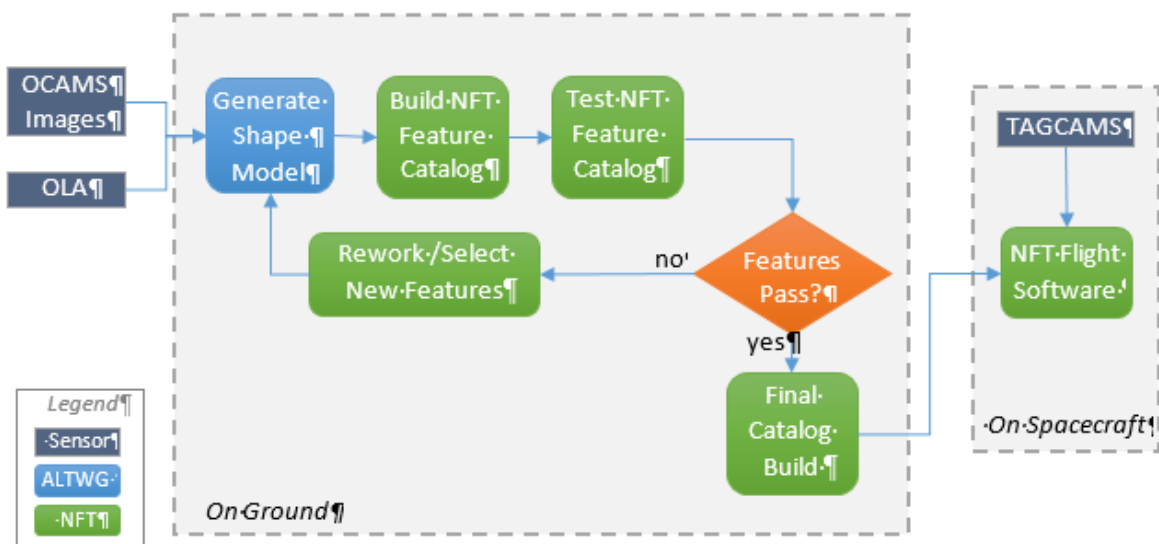 OCAMS¶
Images¶
OLA¶
Generate·
Shape·¶
Model¶
Build·NFT·
Feature·
Catalog¶
Test·NFT·
Feature·
Catalog¶
TAGCAMS¶
Rework·/Select·
New·Features¶
no'
Features
Pass?¶
NFT·Flight·
Software·¶
yes¶
Final·
Catalog·
Build·¶
·On·Spacecraft¶
On·Ground¶
Legend¶
·Sensor¶
ALTWG·
·NFT¶